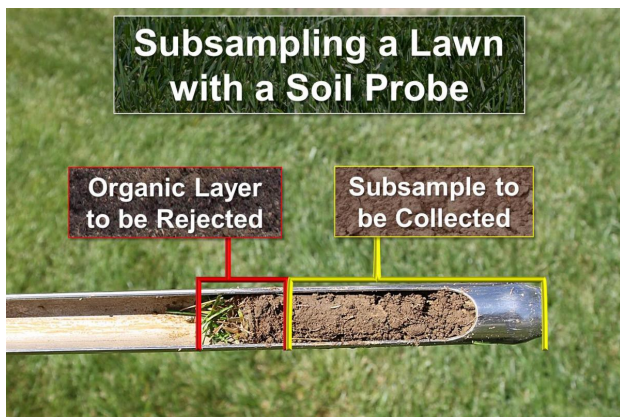 Subsampling a Lawn
with a Soil Probe
Organic Layer
to be Rejected
Subsample to
be Collected